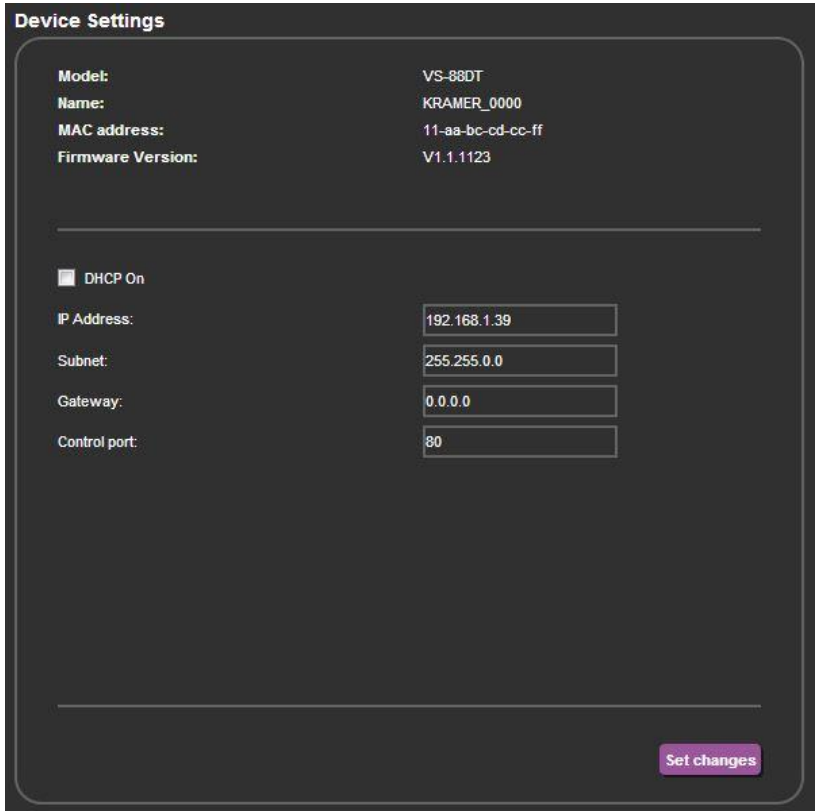 Device Settings
Model: VS-88DT
Name: KRAMER_0000
MAC address: 11-aa-bc-cd-cc-ff
Firmware Version: V1.1.1123
DHCP On
IP Address: 192.168.1.39
Subnet: 255.255.0.0
Gateway: 0.0.0.0
Control port: 80
Set changes